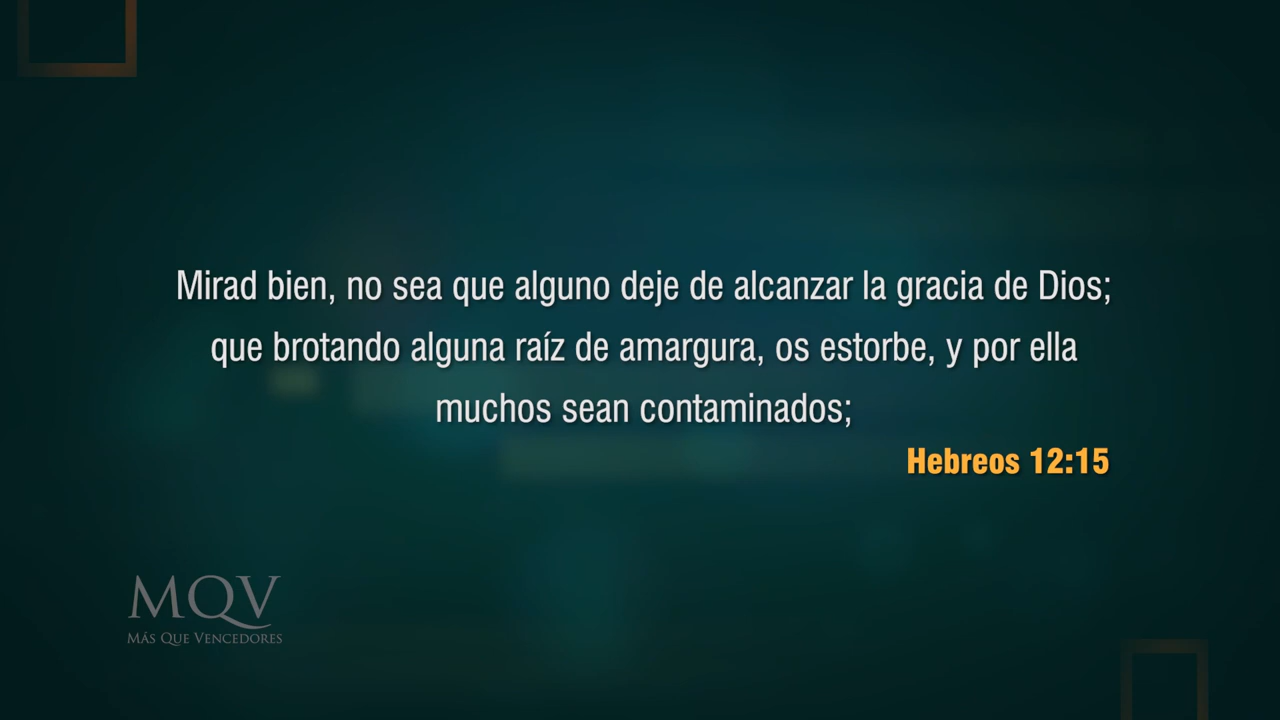 Mirad bien, no sea que alguno deje de alcanzar la gracia de Dios;
que brotando alguna raíz de amargura, os estorbe, y por ella
muchos sean contaminados;
Hebreos 12:15
MQV
MÁS QUE VENCEDORES